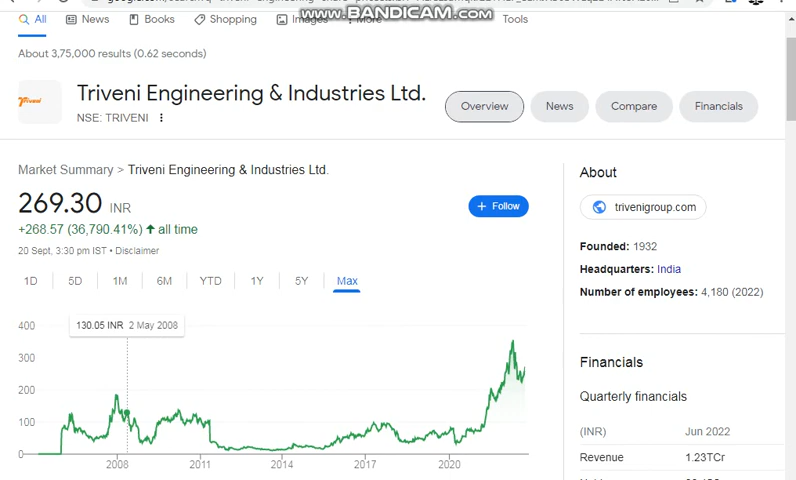 www.BANDICAM.com
All
News
Books
Shopping
Images
More
Tools
About 3,75,000 results (0.62 seconds)
Triveni
Triveni Engineering & Industries Ltd.
NSE: TRIVENI
Overview
News
Compare
Financials
Market Summary > Triveni Engineering & Industries Ltd.
269.30 INR
+ Follow
+268.57 (36,790.41%) ↑ all time
20 Sept, 3:30 pm IST • Disclaimer
1D
5D
1M
6M
YTD
1Y
5Y
Max
130.05 INR 2 May 2008
400
300
200
100
0
2008
2011
2014
2017
2020
About
trivenigroup.com
Founded: 1932
Headquarters: India
Number of employees: 4,180 (2022)
Financials
Quarterly financials
(INR) Jun 2022
Revenue 1.23TCr